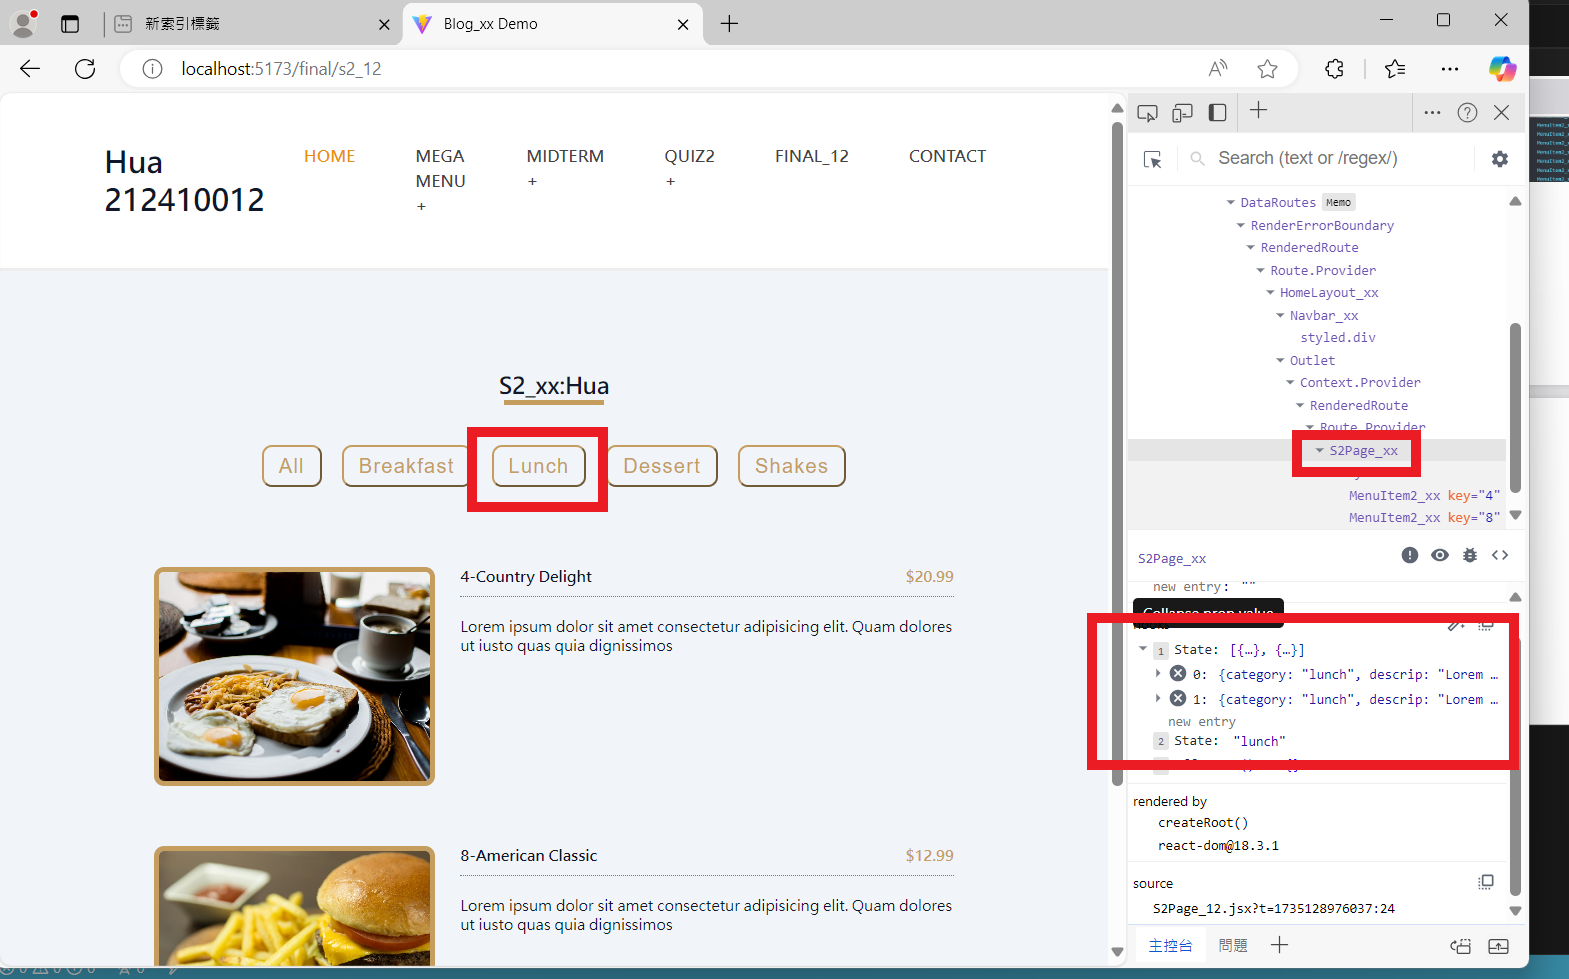 新索引標籤
Blog_xx Demo
localhost:5173/final/s2_12
Hua
212410012
HOME
MEGA
MENU
+
MIDTERM
+
QUIZ2
+
FINAL_12
CONTACT
S2_xx:Hua
All
Breakfast
Lunch
Dessert
Shakes
4-Country Delight
$20.99
Lorem ipsum dolor sit amet consectetur adipisicing elit. Quam dolores
ut iusto quas quia dignissimos
8-American Classic
$12.99
Lorem ipsum dolor sit amet consectetur adipisicing elit. Quam dolores
ut iusto quas quia dignissimos
Search (text or /regex/)
DataRoutes Memo
RenderErrorBoundary
RenderedRoute
Route.Provider
HomeLayout_xx
Navbar_xx
styled.div
Outlet
Context.Provider
RenderedRoute
Route.Provider
S2Page_xx
MenuItem2_xx key="4"
MenuItem2_xx key="8"
S2Page_xx
new entry: ""
Collapse prop value
hooks
1 State: [{…}, {…}]
0: {category: "lunch", descrip: "Lorem …
1: {category: "lunch", descrip: "Lorem …
new entry
2 State: "lunch"
rendered by
createRoot()
react-dom@18.3.1
source
S2Page_12.jsx?t=1735128976037:24
主控台
問題